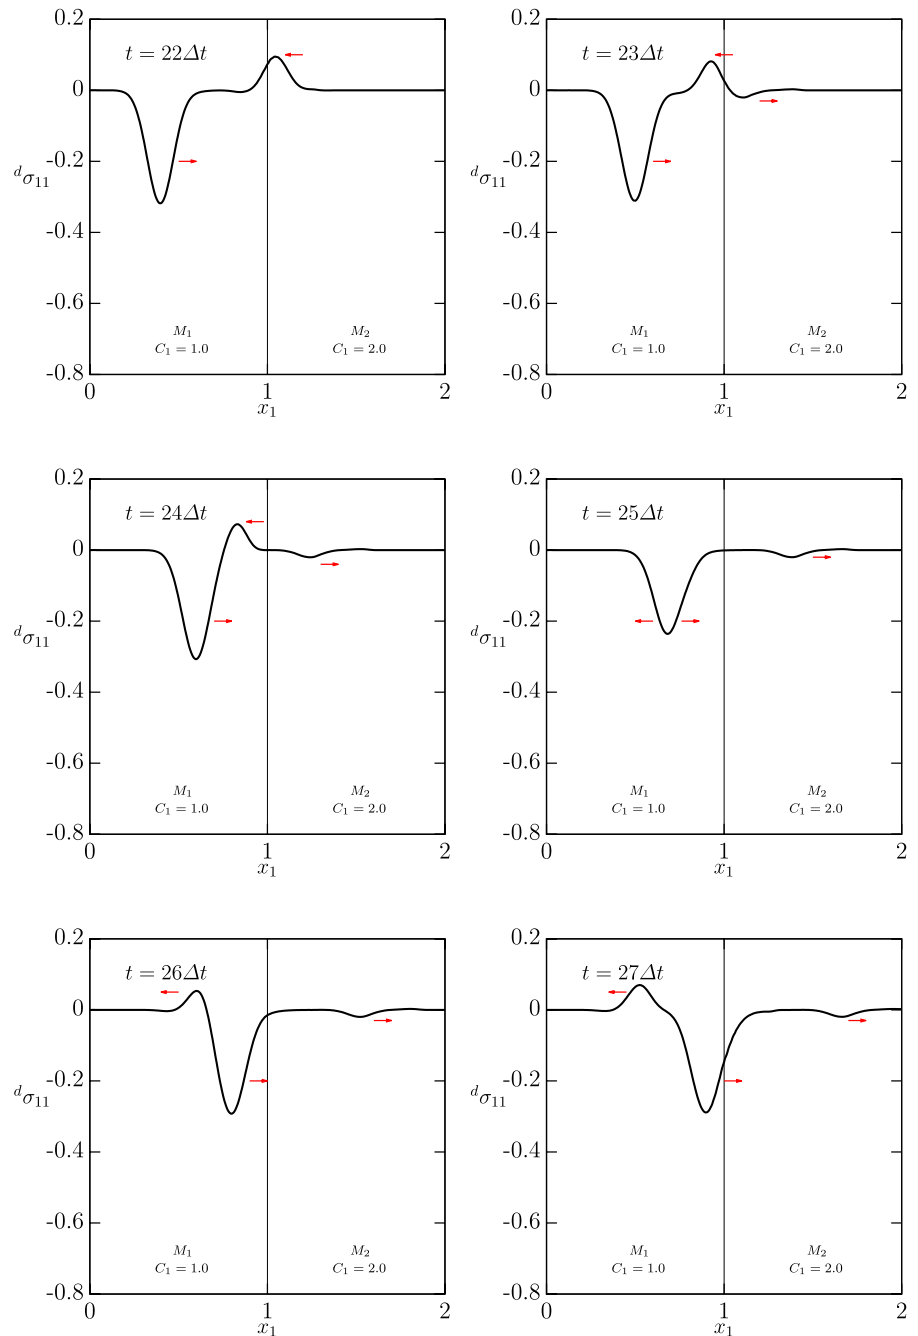 0.2
t = 22Δt
0
-0.2
ᵈσ₁₁
-0.4
-0.6
M₁
C₁ = 1.0
M₂
C₁ = 2.0
-0.8
0
1
2
x₁
0.2
t = 23Δt
0
-0.2
ᵈσ₁₁
-0.4
-0.6
M₁
C₁ = 1.0
M₂
C₁ = 2.0
-0.8
0
1
2
x₁
0.2
t = 24Δt
0
-0.2
ᵈσ₁₁
-0.4
-0.6
M₁
C₁ = 1.0
M₂
C₁ = 2.0
-0.8
0
1
2
x₁
0.2
t = 25Δt
0
-0.2
ᵈσ₁₁
-0.4
-0.6
M₁
C₁ = 1.0
M₂
C₁ = 2.0
-0.8
0
1
2
x₁
0.2
t = 26Δt
0
-0.2
ᵈσ₁₁
-0.4
-0.6
M₁
C₁ = 1.0
M₂
C₁ = 2.0
-0.8
0
1
2
x₁
0.2
t = 27Δt
0
-0.2
ᵈσ₁₁
-0.4
-0.6
M₁
C₁ = 1.0
M₂
C₁ = 2.0
-0.8
0
1
2
x₁